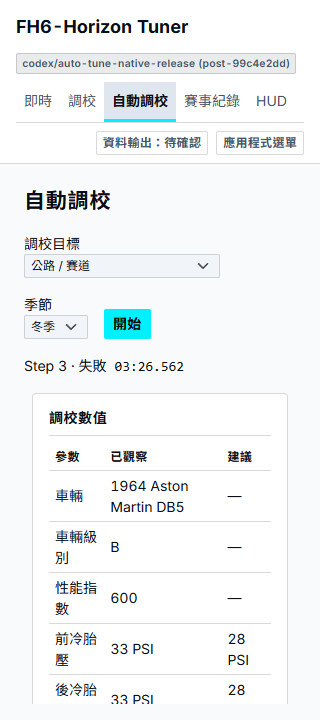 FH6-Horizon Tuner
codex/auto-tune-native-release (post-99c4e2dd)
即時 調校 自動調校 賽事紀錄 HUD
資料輸出：待確認 應用程式選單
自動調校
調校目標
公路 / 賽道
季節
冬季 開始
Step 3 · 失敗 03:26.562
調校數值
參數 已觀察 建議
車輛 1964 Aston Martin DB5 —
車輛級別 B —
性能指數 600 —
前冷胎壓 33 PSI 28 PSI
後冷胎 33 PSI 28